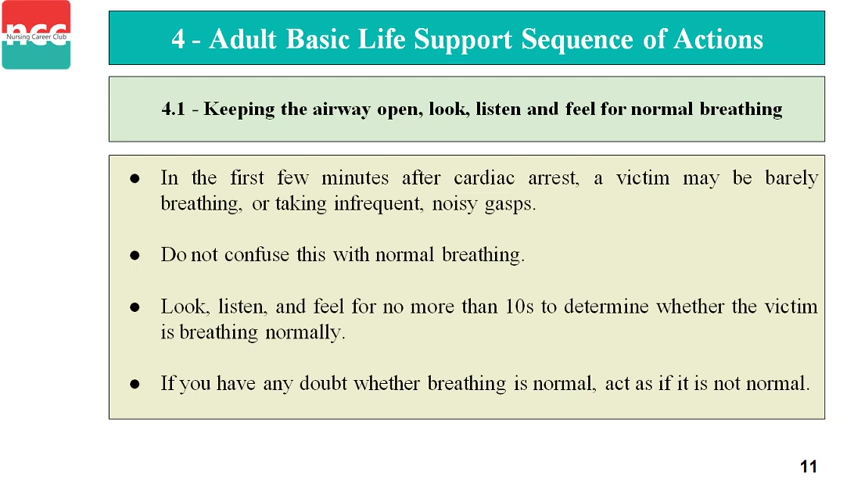 ncc
Nursing Career Club
4 - Adult Basic Life Support Sequence of Actions
4.1 - Keeping the airway open, look, listen and feel for normal breathing
● In the first few minutes after cardiac arrest, a victim may be barely
breathing, or taking infrequent, noisy gasps.
● Do not confuse this with normal breathing.
● Look, listen, and feel for no more than 10s to determine whether the victim
is breathing normally.
● If you have any doubt whether breathing is normal, act as if it is not normal.
11